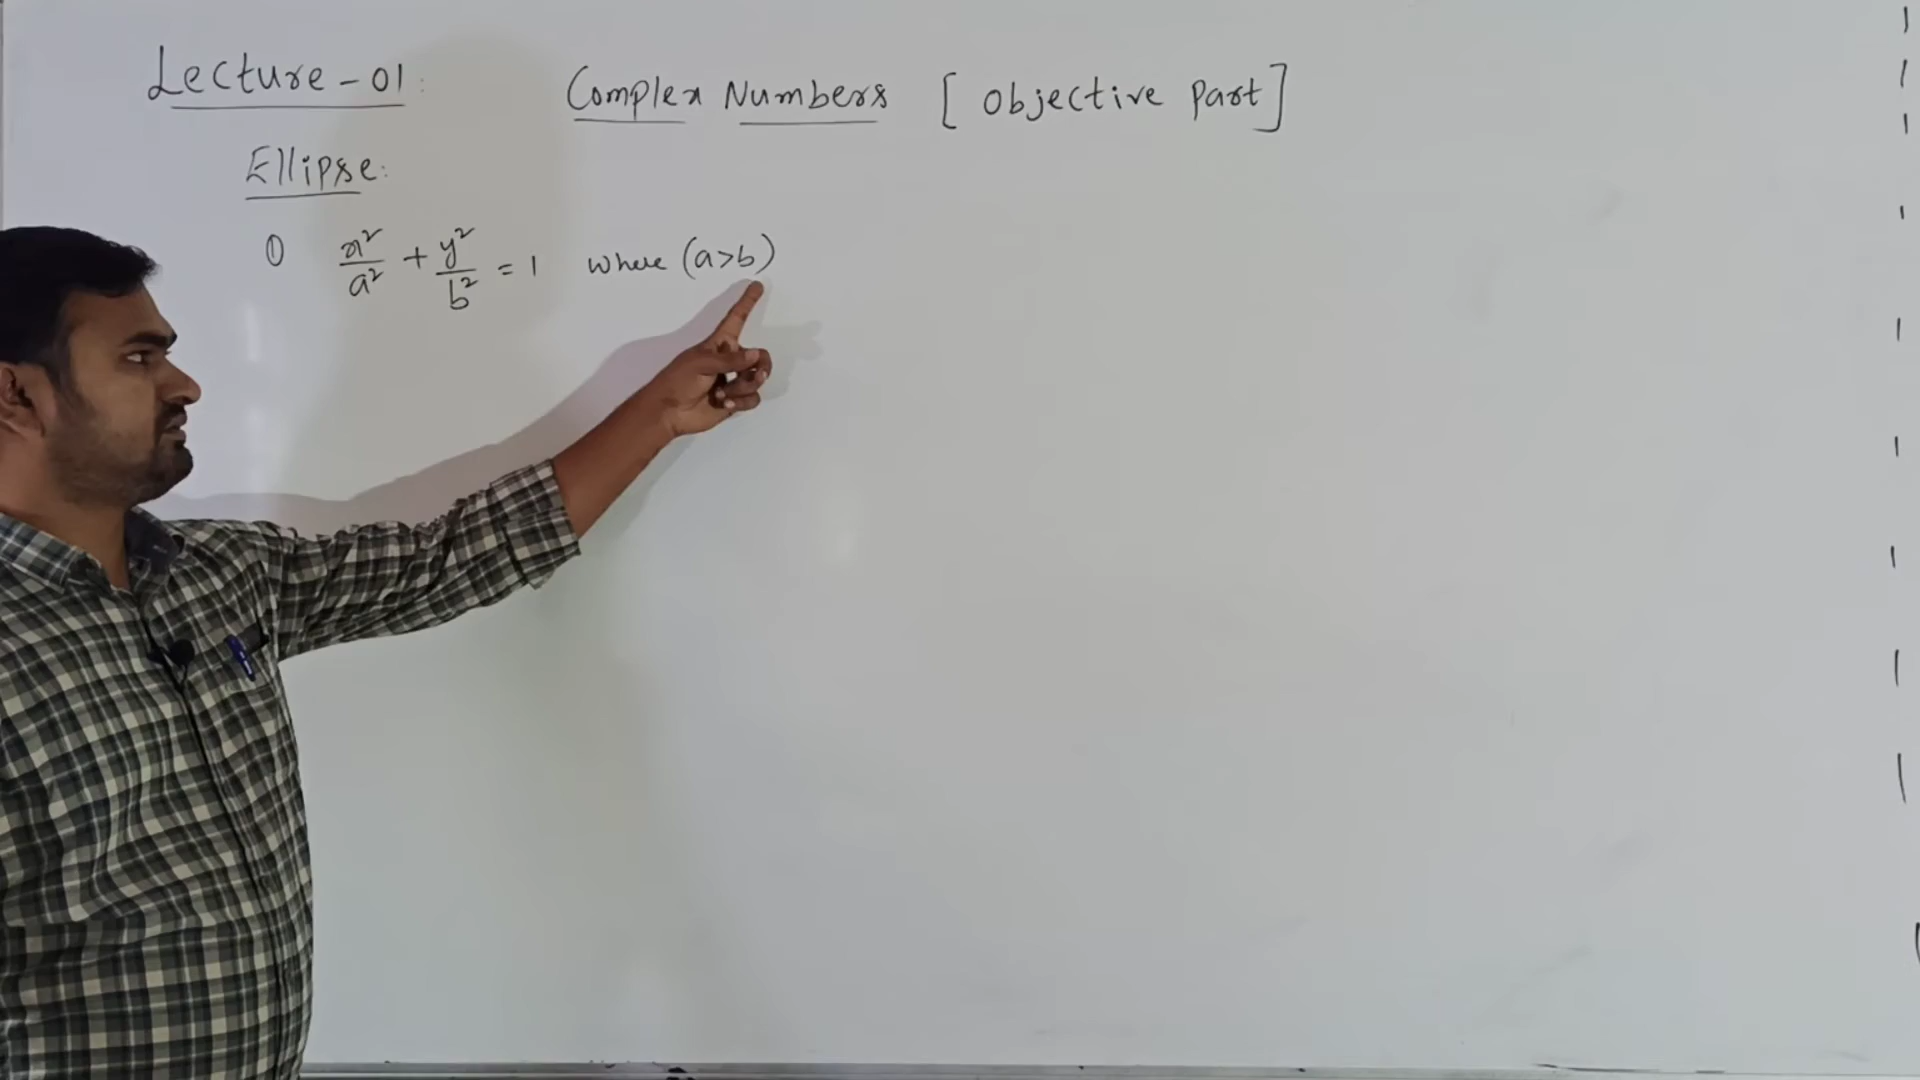 Lecture - 01:
Complex Numbers [ Objective Part ]
Ellipse:
① x²/a² + y²/b² = 1 where (a>b)